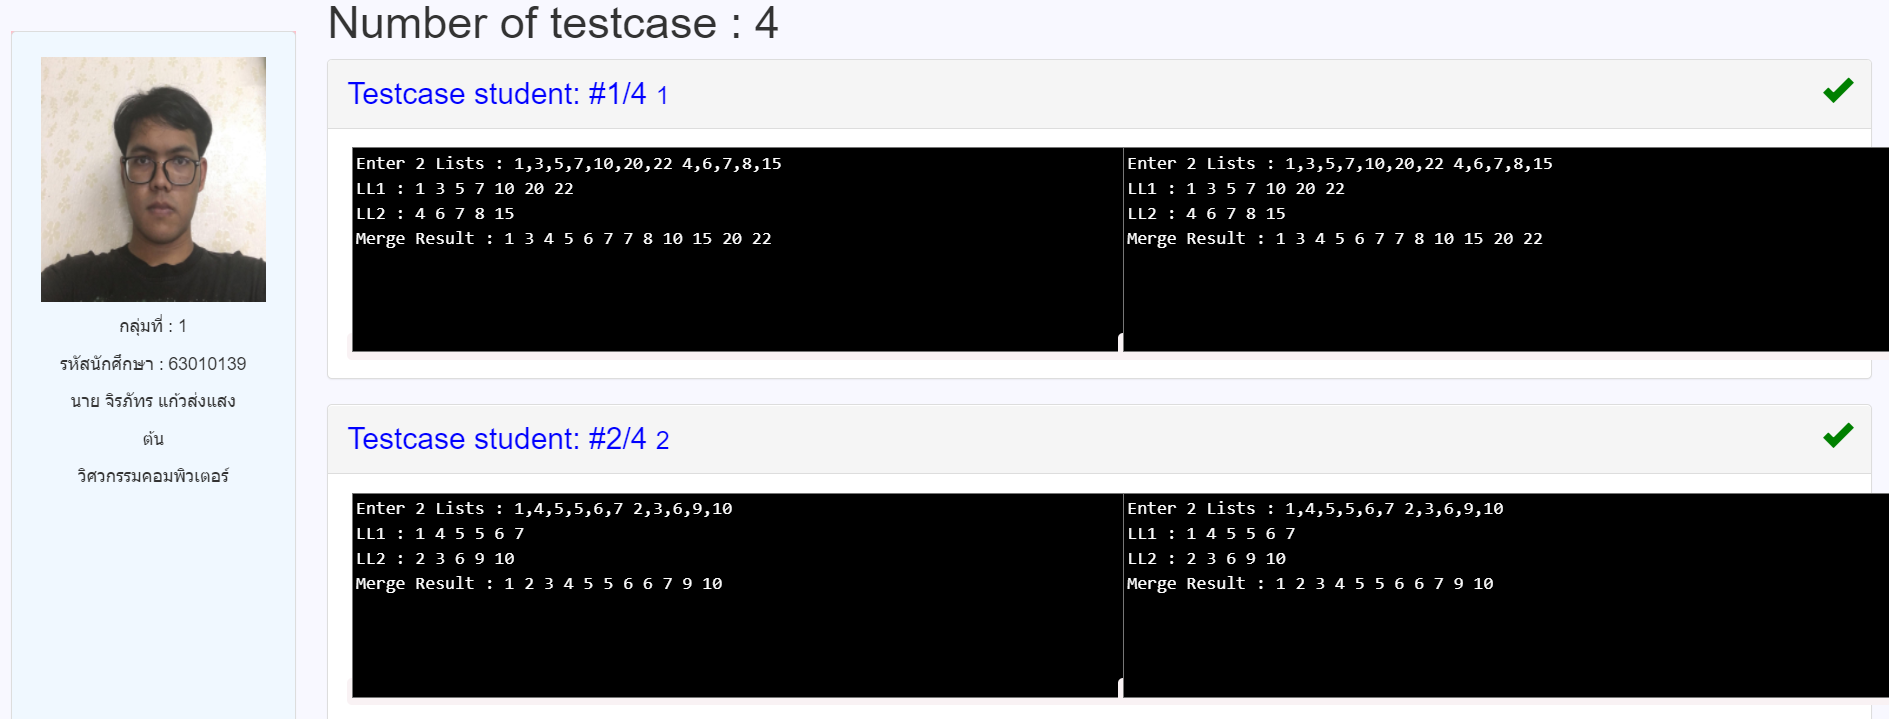 Number of testcase : 4
กลุ่มที่ : 1
รหัสนักศึกษา : 63010139
นาย จิรภัทร แก้วส่งแสง
ต้น
วิศวกรรมคอมพิวเตอร์
Testcase student: #1/4 1
Enter 2 Lists : 1,3,5,7,10,20,22 4,6,7,8,15
LL1 : 1 3 5 7 10 20 22
LL2 : 4 6 7 8 15
Merge Result : 1 3 4 5 6 7 7 8 10 15 20 22
Enter 2 Lists : 1,3,5,7,10,20,22 4,6,7,8,15
LL1 : 1 3 5 7 10 20 22
LL2 : 4 6 7 8 15
Merge Result : 1 3 4 5 6 7 7 8 10 15 20 22
Testcase student: #2/4 2
Enter 2 Lists : 1,4,5,5,6,7 2,3,6,9,10
LL1 : 1 4 5 5 6 7
LL2 : 2 3 6 9 10
Merge Result : 1 2 3 4 5 5 6 6 7 9 10
Enter 2 Lists : 1,4,5,5,6,7 2,3,6,9,10
LL1 : 1 4 5 5 6 7
LL2 : 2 3 6 9 10
Merge Result : 1 2 3 4 5 5 6 6 7 9 10